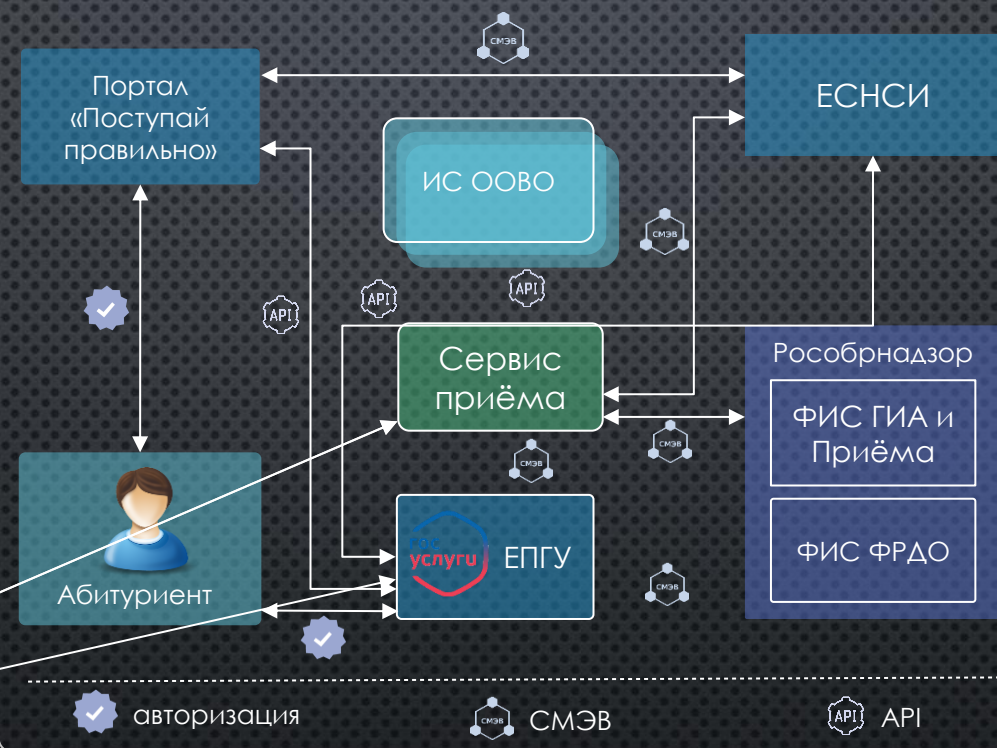 СМЭВ
Портал
«Поступай
правильно»
ЕСНСИ
ИС ООВО
СМЭВ
API
API
API
Сервис
приёма
Рособрнадзор
ФИС ГИА и
Приёма
СМЭВ
СМЭВ
услуги
ЕПГУ
ФИС ФРДО
СМЭВ
Абитуриент
авторизация
СМЭВ
СМЭВ
API
API